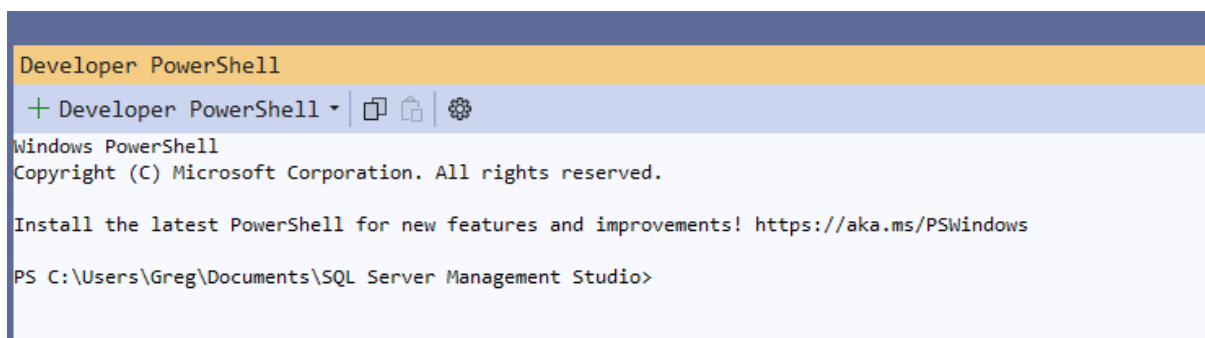 Developer PowerShell
Developer PowerShell
Windows PowerShell
Copyright (C) Microsoft Corporation. All rights reserved.
Install the latest PowerShell for new features and improvements! https://aka.ms/PSWindows
PS C:\Users\Greg\Documents\SQL Server Management Studio>